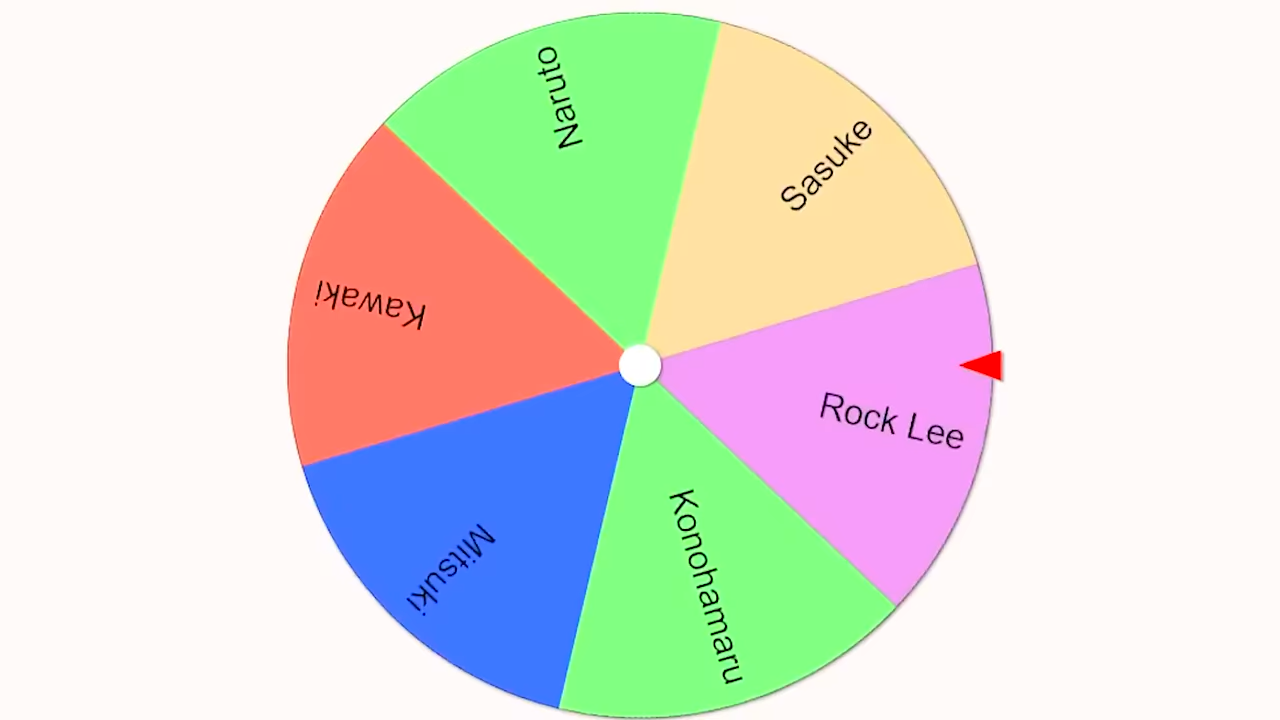 Naruto
Sasuke
Rock Lee
Konohamaru
Mitsuki
Kawaki